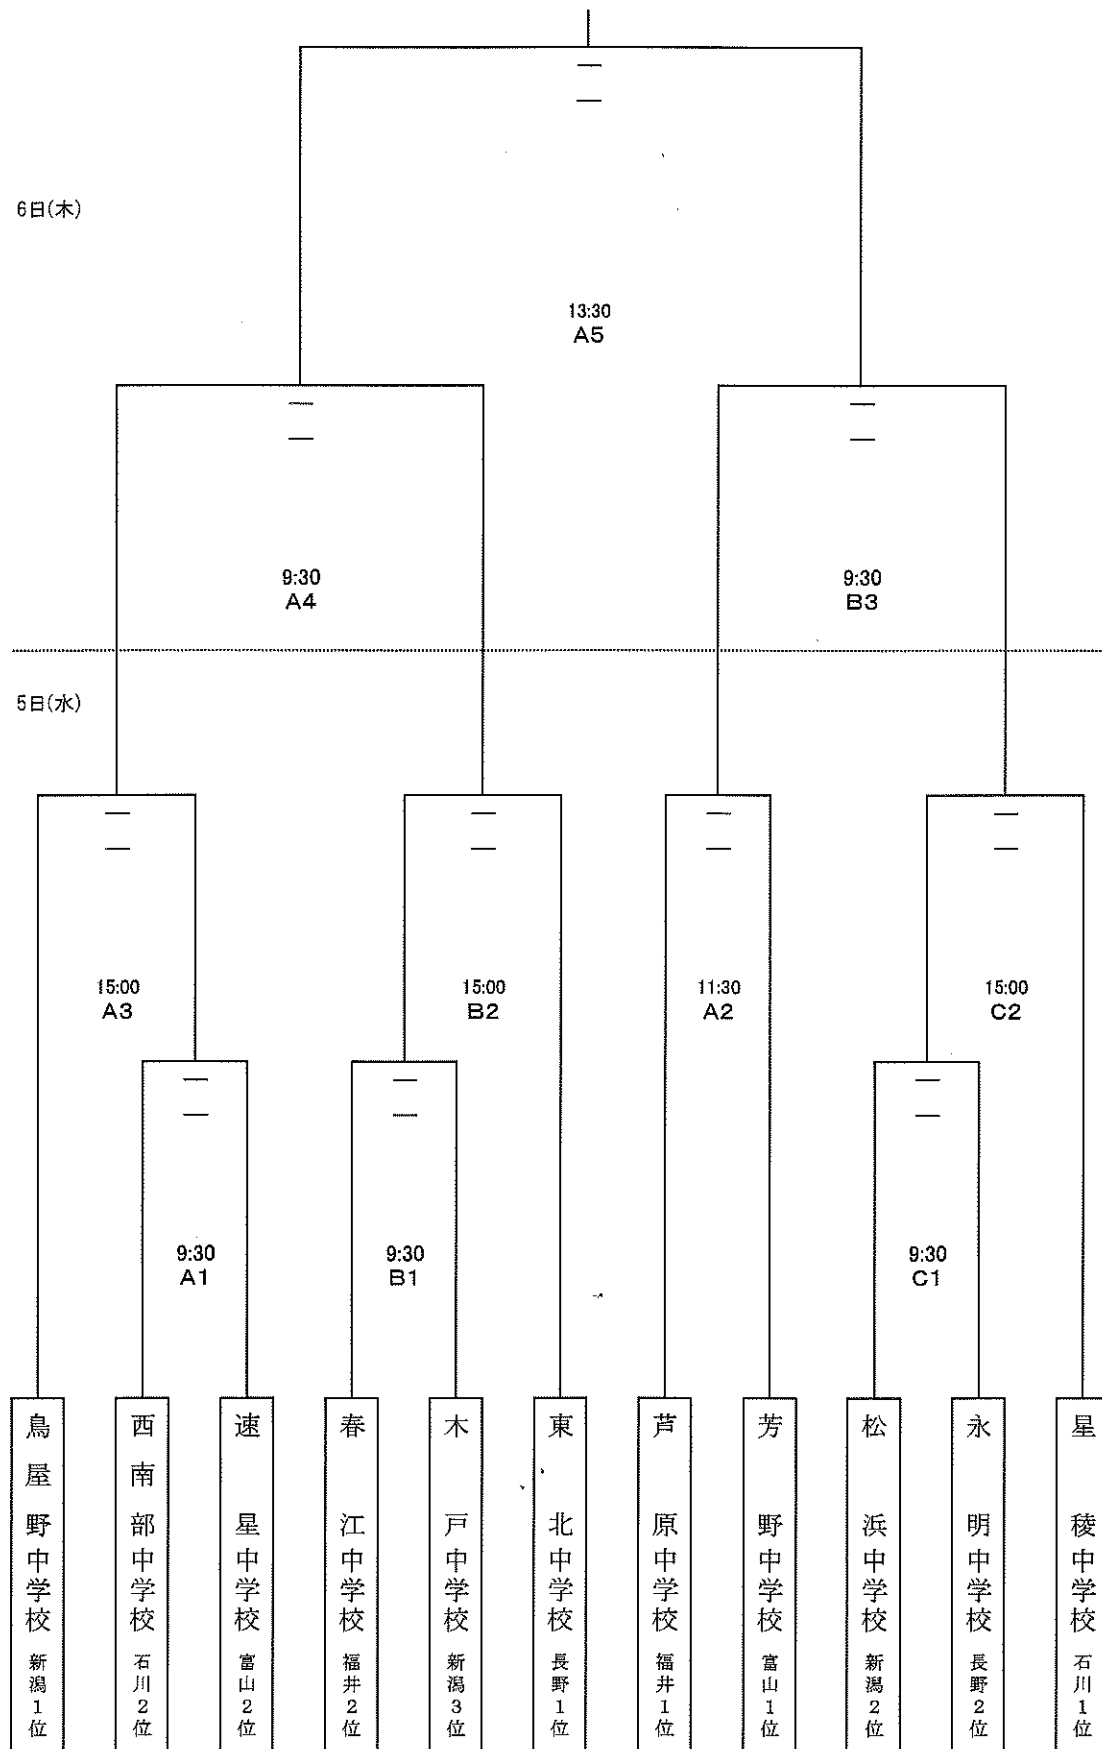 6日(木)
13:30
A5
9:30
A4
9:30
B3
5日(水)
15:00
A3
15:00
B2
11:30
A2
15:00
C2
9:30
A1
9:30
B1
9:30
C1
鳥屋野中学校 新潟1位
西南部中学校 石川2位
速星中学校 富山2位
春江中学校 福井2位
木戸中学校 新潟3位
東北中学校 長野1位
芦原中学校 福井1位
芳野中学校 富山1位
松浜中学校 新潟2位
永明中学校 長野2位
星稜中学校 石川1位